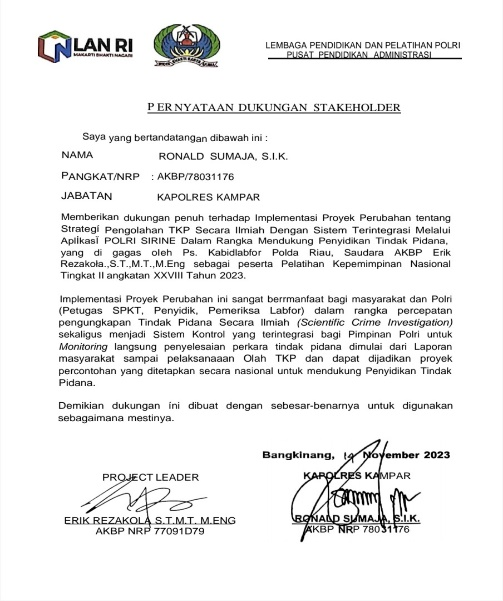 LAN RI
MAKARTI BHAKTI NAGARI
LEMBAGA PENDIDIKAN DAN PELATIHAN POLRI
PUSAT PENDIDIKAN ADMINISTRASI
PERNYATAAN DUKUNGAN STAKEHOLDER
Saya yang bertandatangan dibawah ini :
NAMA RONALD SUMAJA, S.I.K.
PANGKAT/NRP : AKBP/78031176
JABATAN KAPOLRES KAMPAR
Memberikan dukungan penuh terhadap Implementasi Proyek Perubahan tentang
Strategi Pengolahan TKP Secara Ilmiah Dengan Sistem Terintegrasi Melalui
Aplikasi POLRI SIRINE Dalam Rangka Mendukung Penyidikan Tindak Pidana,
yang di gagas oleh Ps. Kabidlabfor Polda Riau, Saudara AKBP Erik
Rezakola.,S.T.,M.T.,M.Eng sebagai peserta Pelatihan Kepemimpinan Nasional
Tingkat II angkatan XXVIII Tahun 2023.
Implementasi Proyek Perubahan ini sangat berrmanfaat bagi masyarakat dan Polri
(Petugas SPKT, Penyidik, Pemeriksa Labfor) dalam rangka percepatan
pengungkapan Tindak Pidana Secara Ilmiah (Scientific Crime Investigation)
sekaligus menjadi Sistem Kontrol yang terintegrasi bagi Pimpinan Polri untuk
Monitoring langsung penyelesaian perkara tindak pidana dimulai dari Laporan
masyarakat sampai pelaksanaaan Olah TKP dan dapat dijadikan proyek
percontohan yang ditetapkan secara nasional untuk mendukung Penyidikan Tindak
Pidana.
Demikian dukungan ini dibuat dengan sebesar-benarnya untuk digunakan
sebagaimana mestinya.
Bangkinang, 14 November 2023
PROJECT LEADER
KAPOLRES KAMPAR
ERIK REZAKOLA S.T.M.T. M.ENG
AKBP NRP 77091D79
RONALD SUMAJA, S.I.K.
AKBP NRP 78031176